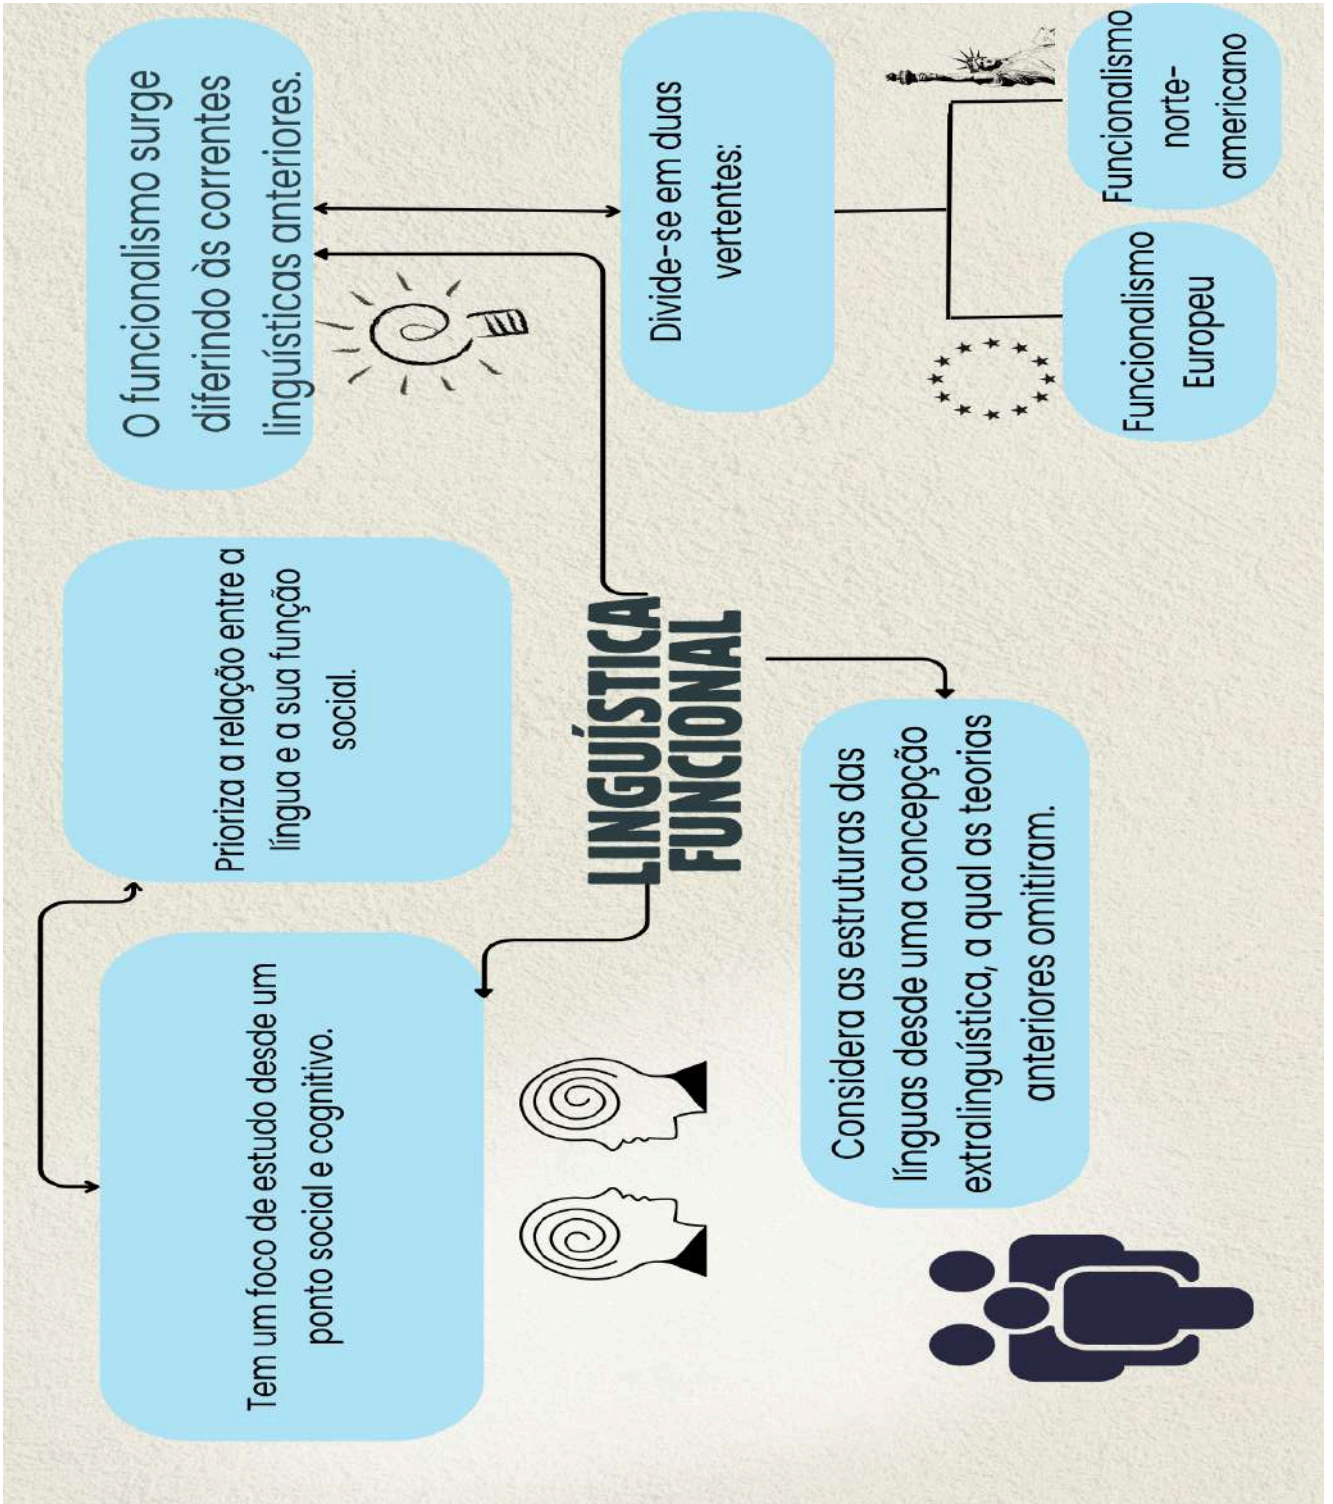 Tem um foco de estudo desde um
ponto social e cognitivo.
Prioriza a relação entre a
língua e a sua função
social.
O funcionalismo surge
diferindo às correntes
linguísticas anteriores.
LINGUÍSTICA
FUNCIONAL
Divide-se em duas
vertentes:
Considera as estruturas das
línguas desde uma concepção
extralinguística, a qual as teorias
anteriores omitiram.
Funcionalismo
Europeu
Funcionalismo
norte-
americano